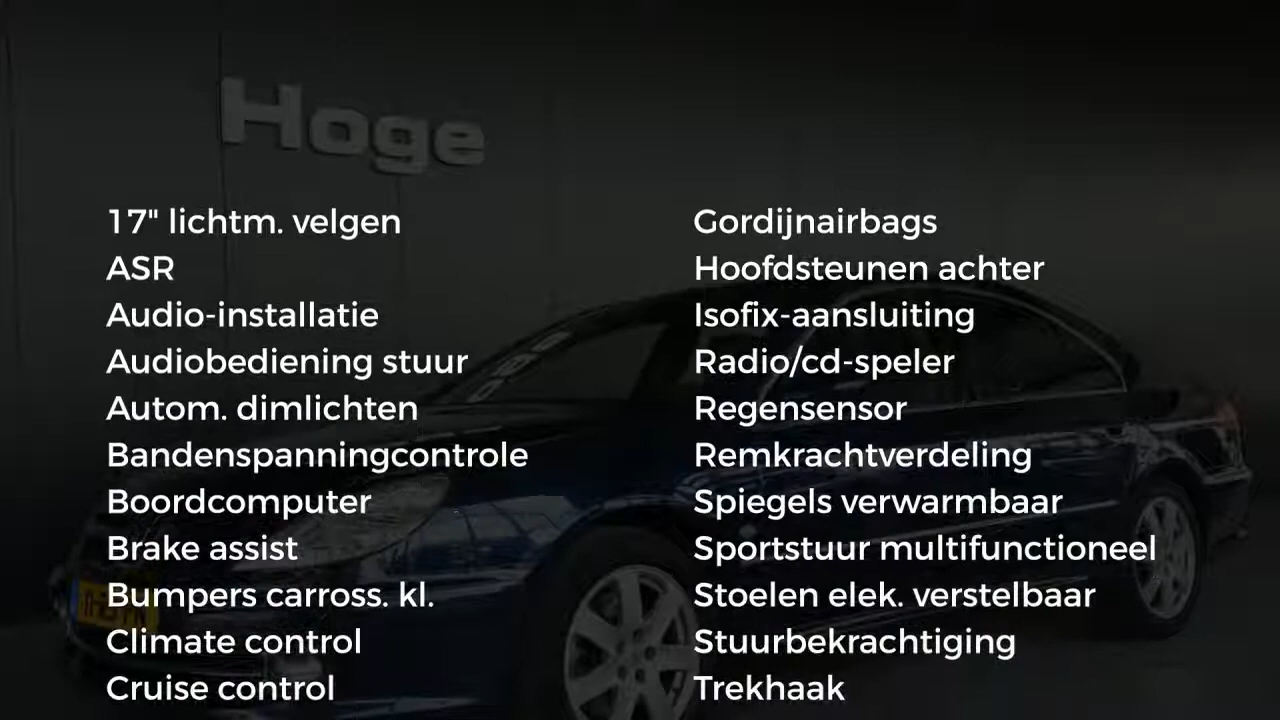 Hoge
17" lichtm. velgen
ASR
Audio-installatie
Audiobediening stuur
Autom. dimlichten
Bandenspanningcontrole
Boordcomputer
Brake assist
Bumpers carross. kl.
Climate control
Cruise control
Gordijnairbags
Hoofdsteunen achter
Isofix-aansluiting
Radio/cd-speler
Regensensor
Remkrachtverdeling
Spiegels verwarmbaar
Sportstuur multifunctioneel
Stoelen elek. verstelbaar
Stuurbekrachtiging
Trekhaak